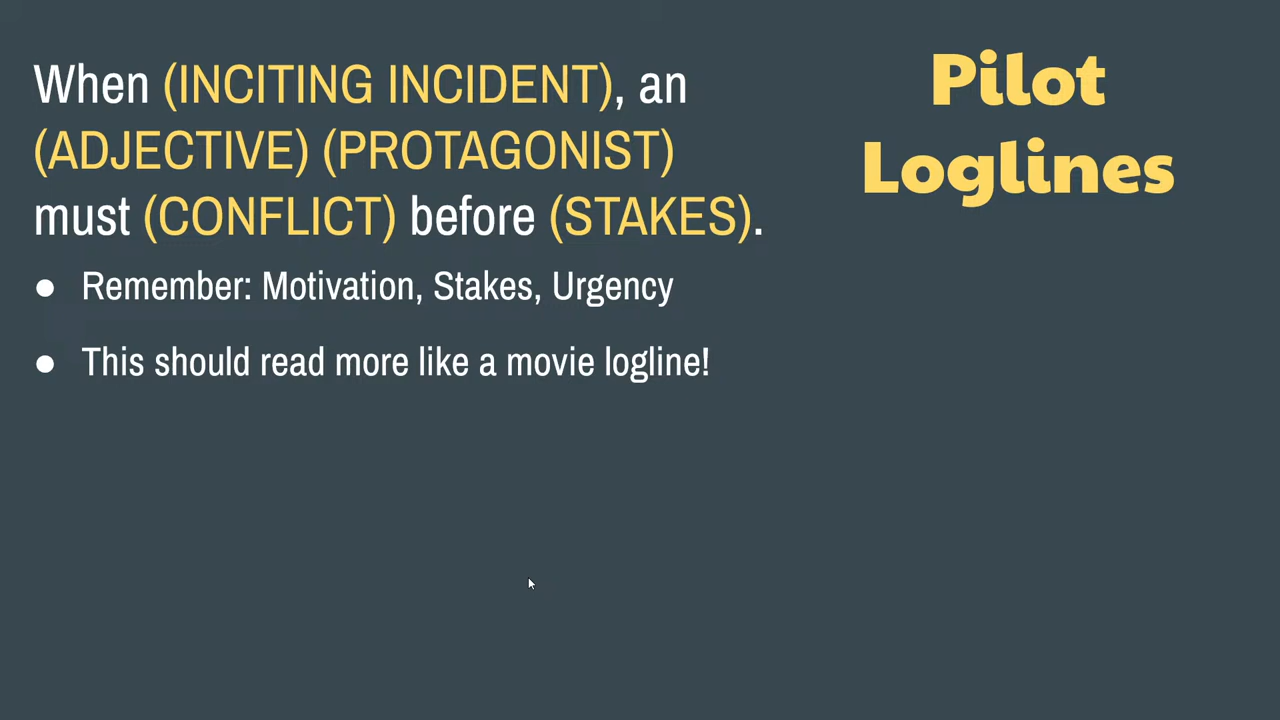 When (INCITING INCIDENT), an
(ADJECTIVE) (PROTAGONIST)
must (CONFLICT) before (STAKES).
● Remember: Motivation, Stakes, Urgency
● This should read more like a movie logline!
Pilot
Loglines